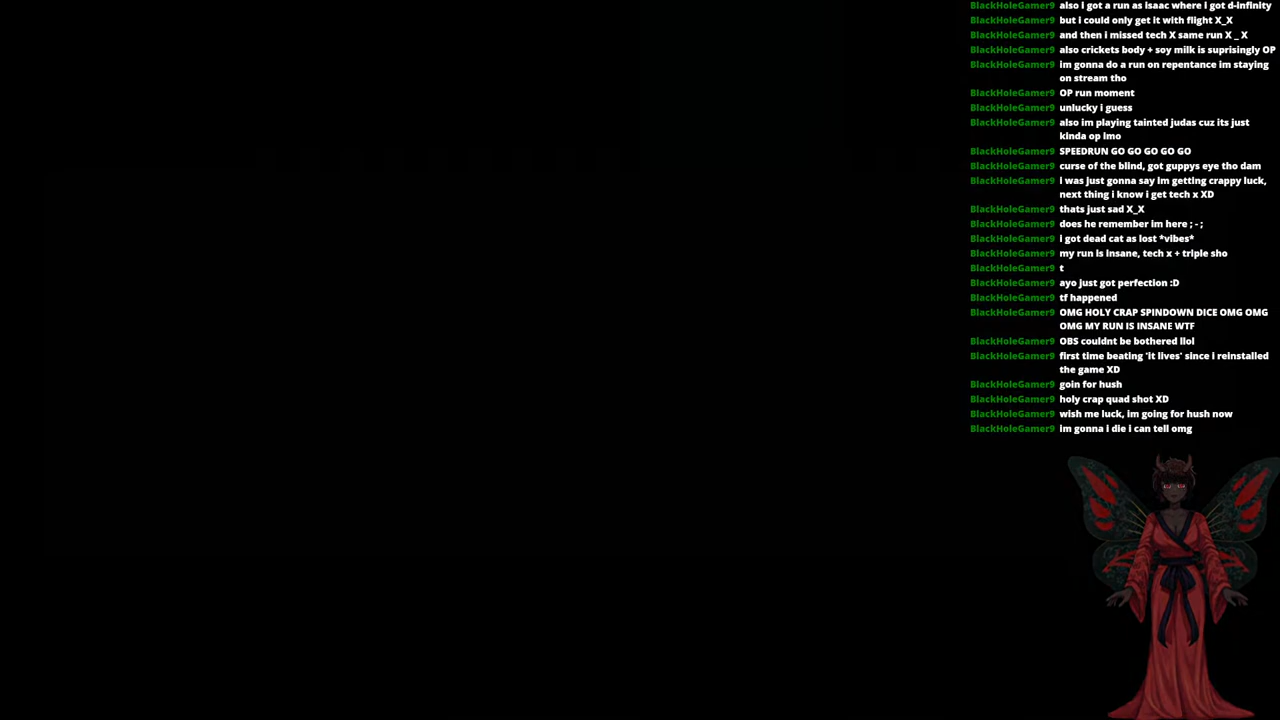 BlackHoleGamer9 also i got a run as isaac where i got d-infinity
BlackHoleGamer9 but i could only get it with flight X_X
BlackHoleGamer9 and then i missed tech X same run X _ X
BlackHoleGamer9 also crickets body + soy milk is suprisingly OP
BlackHoleGamer9 im gonna do a run on repentance im staying
on stream tho
BlackHoleGamer9 OP run moment
BlackHoleGamer9 unlucky i guess
BlackHoleGamer9 also im playing tainted judas cuz its just
kinda op imo
BlackHoleGamer9 SPEEDRUN GO GO GO GO GO
BlackHoleGamer9 curse of the blind, got guppys eye tho dam
BlackHoleGamer9 i was just gonna say im getting crappy luck,
next thing i know i get tech x XD
BlackHoleGamer9 thats just sad X_X
BlackHoleGamer9 does he remember im here ; - ;
BlackHoleGamer9 i got dead cat as lost *vibes*
BlackHoleGamer9 my run is insane, tech x + triple sho
BlackHoleGamer9 t
BlackHoleGamer9 ayo just got perfection :D
BlackHoleGamer9 tf happened
BlackHoleGamer9 OMG HOLY CRAP SPINDOWN DICE OMG OMG
OMG MY RUN IS INSANE WTF
BlackHoleGamer9 OBS couldnt be bothered llol
BlackHoleGamer9 first time beating 'it lives' since i reinstalled
the game XD
BlackHoleGamer9 goin for hush
BlackHoleGamer9 holy crap quad shot XD
BlackHoleGamer9 wish me luck, im going for hush now
BlackHoleGamer9 im gonna i die i can tell omg